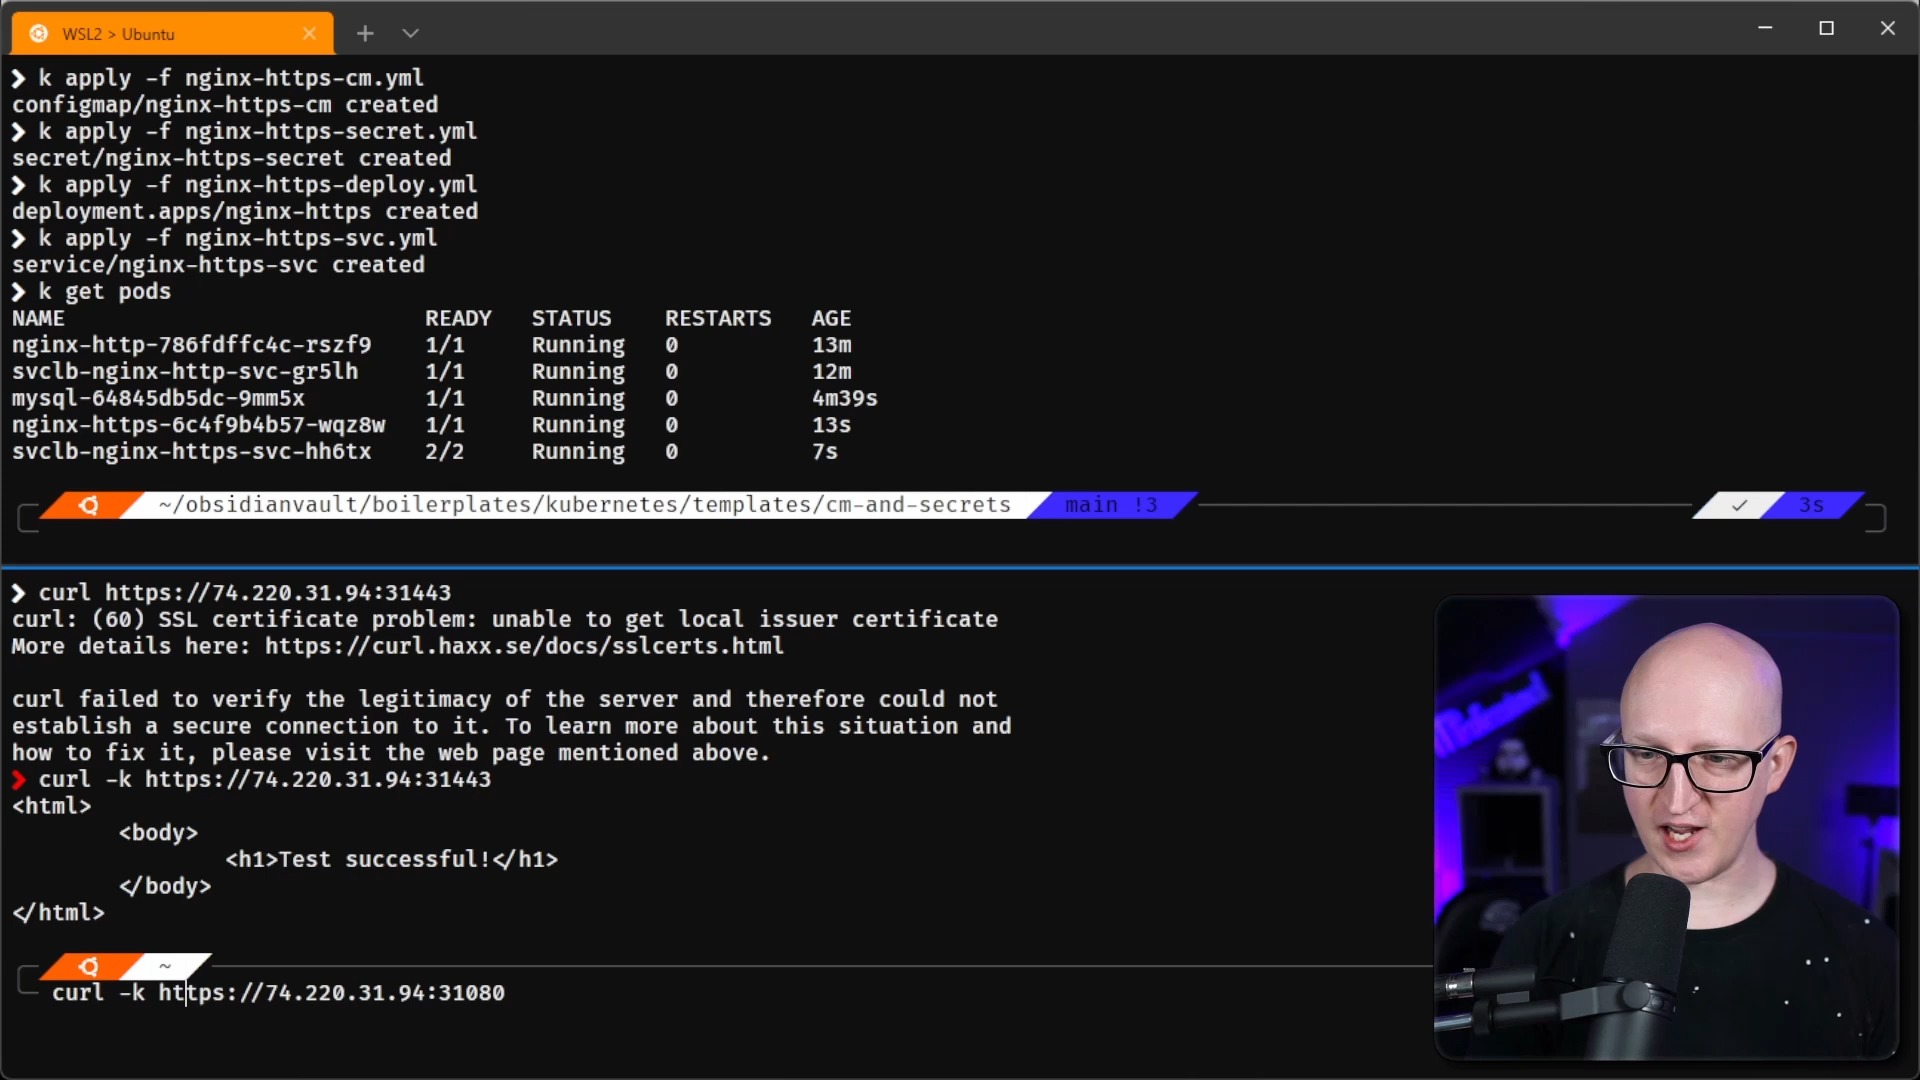 WSL2 > Ubuntu
❯ k apply -f nginx-https-cm.yml
configmap/nginx-https-cm created
❯ k apply -f nginx-https-secret.yml
secret/nginx-https-secret created
❯ k apply -f nginx-https-deploy.yml
deployment.apps/nginx-https created
❯ k apply -f nginx-https-svc.yml
service/nginx-https-svc created
❯ k get pods
NAME READY STATUS RESTARTS AGE
nginx-http-786fdffc4c-rszf9 1/1 Running 0 13m
svclb-nginx-http-svc-gr5lh 1/1 Running 0 12m
mysql-64845db5dc-9mm5x 1/1 Running 0 4m39s
nginx-https-6c4f9b4b57-wqz8w 1/1 Running 0 13s
svclb-nginx-https-svc-hh6tx 2/2 Running 0 7s
~/obsidianvault/boilerplates/kubernetes/templates/cm-and-secrets main !3 ✓ 3s
❯ curl https://74.220.31.94:31443
curl: (60) SSL certificate problem: unable to get local issuer certificate
More details here: https://curl.haxx.se/docs/sslcerts.html
curl failed to verify the legitimacy of the server and therefore could not
establish a secure connection to it. To learn more about this situation and
how to fix it, please visit the web page mentioned above.
❯ curl -k https://74.220.31.94:31443
<html>
<body>
<h1>Test successful!</h1>
</body>
</html>
~
curl -k https://74.220.31.94:31080